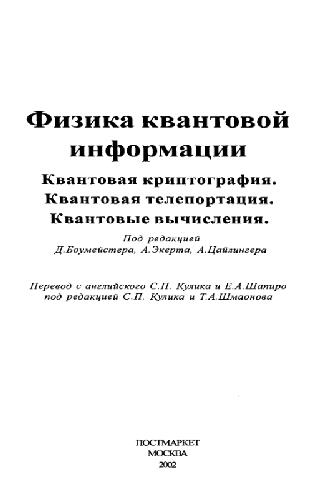 Физика квантовой
информации
Квантовая криптография.
Квантовая телепортация.
Квантовые вычисления.
Под редакцией
Д.Боумейстера, А.Экерта, А.Цайлингера
Перевод с английского С.П. Кулика и Е.А.Шапиро
под редакцией С.П. Кулика и Т.А.Шмаонова
ПОСТМАРКЕТ
МОСКВА
2002